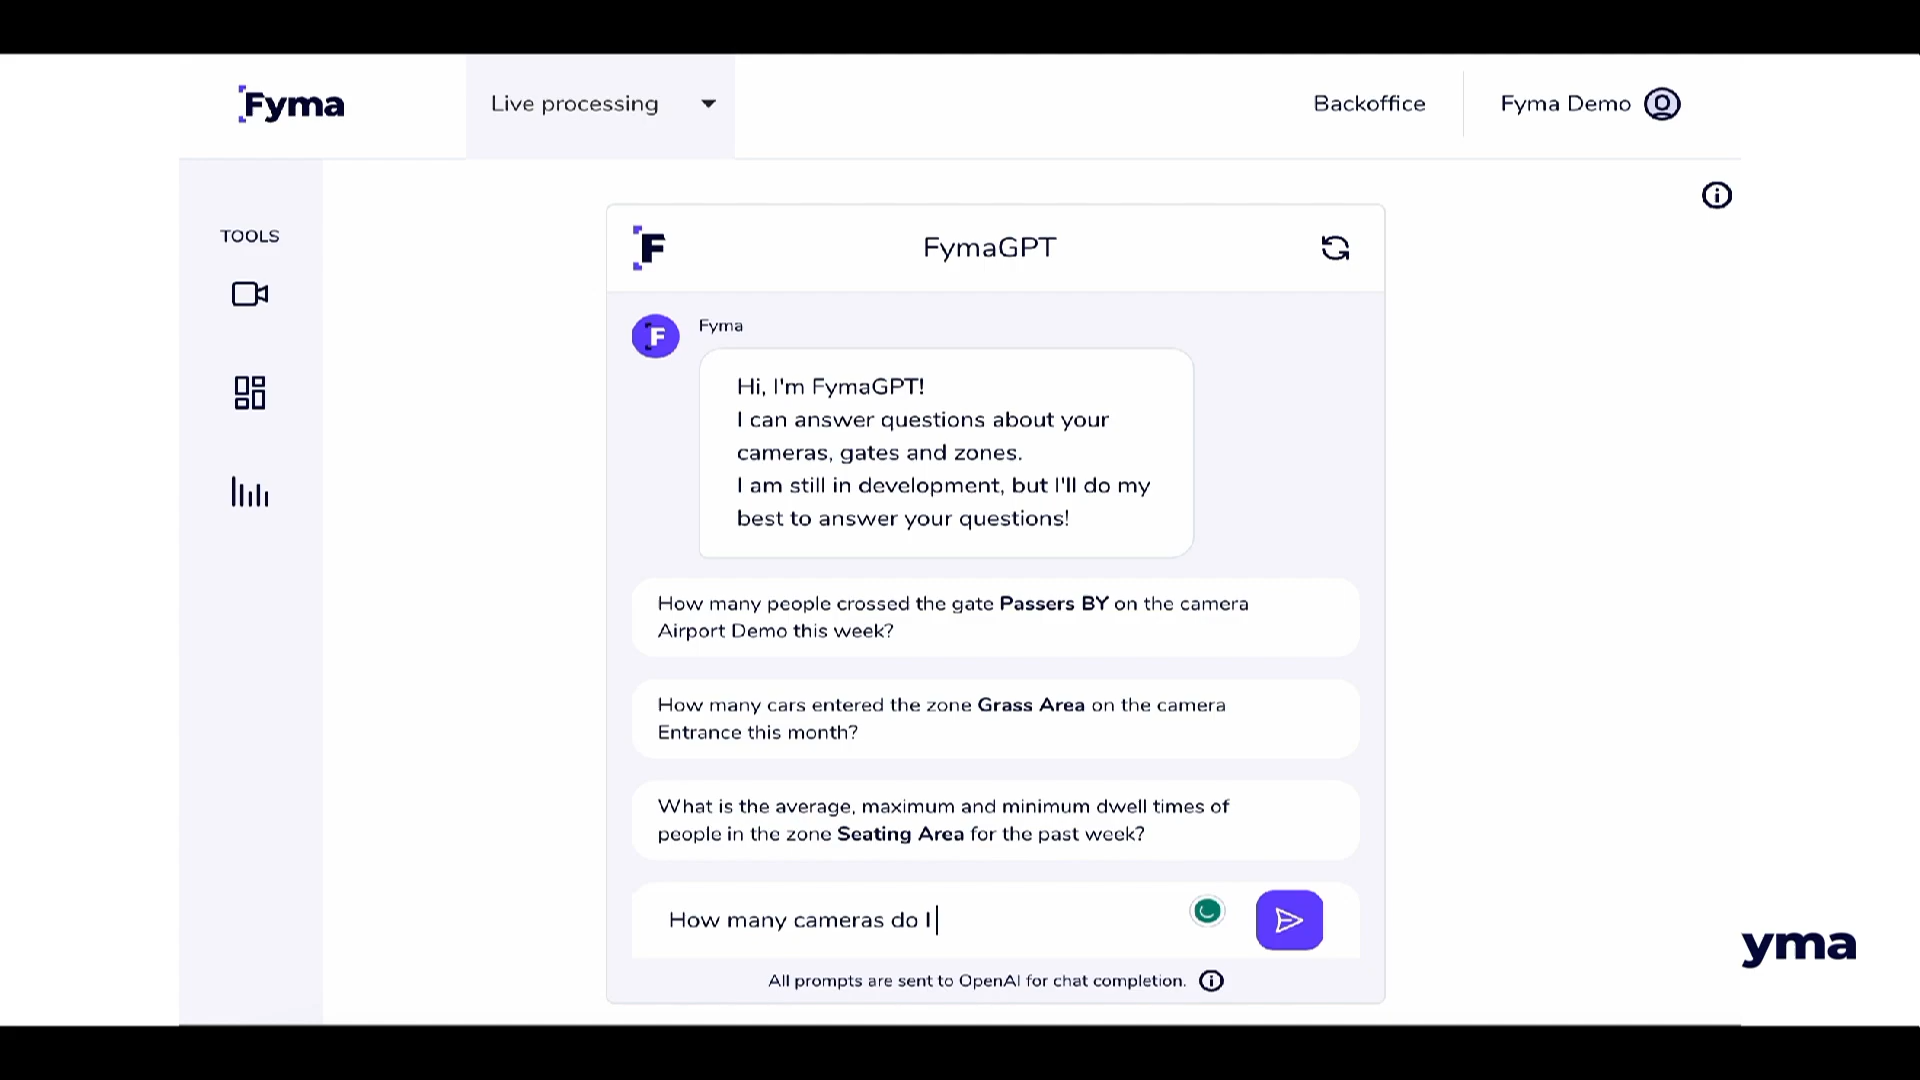 Fyma
Live processing
Backoffice
Fyma Demo
TOOLS
F
FymaGPT
F
Fyma
Hi, I'm FymaGPT!
I can answer questions about your
cameras, gates and zones.
I am still in development, but I'll do my
best to answer your questions!
How many people crossed the gate Passers BY on the camera
Airport Demo this week?
How many cars entered the zone Grass Area on the camera
Entrance this month?
What is the average, maximum and minimum dwell times of
people in the zone Seating Area for the past week?
How many cameras do I
All prompts are sent to OpenAI for chat completion.
yma